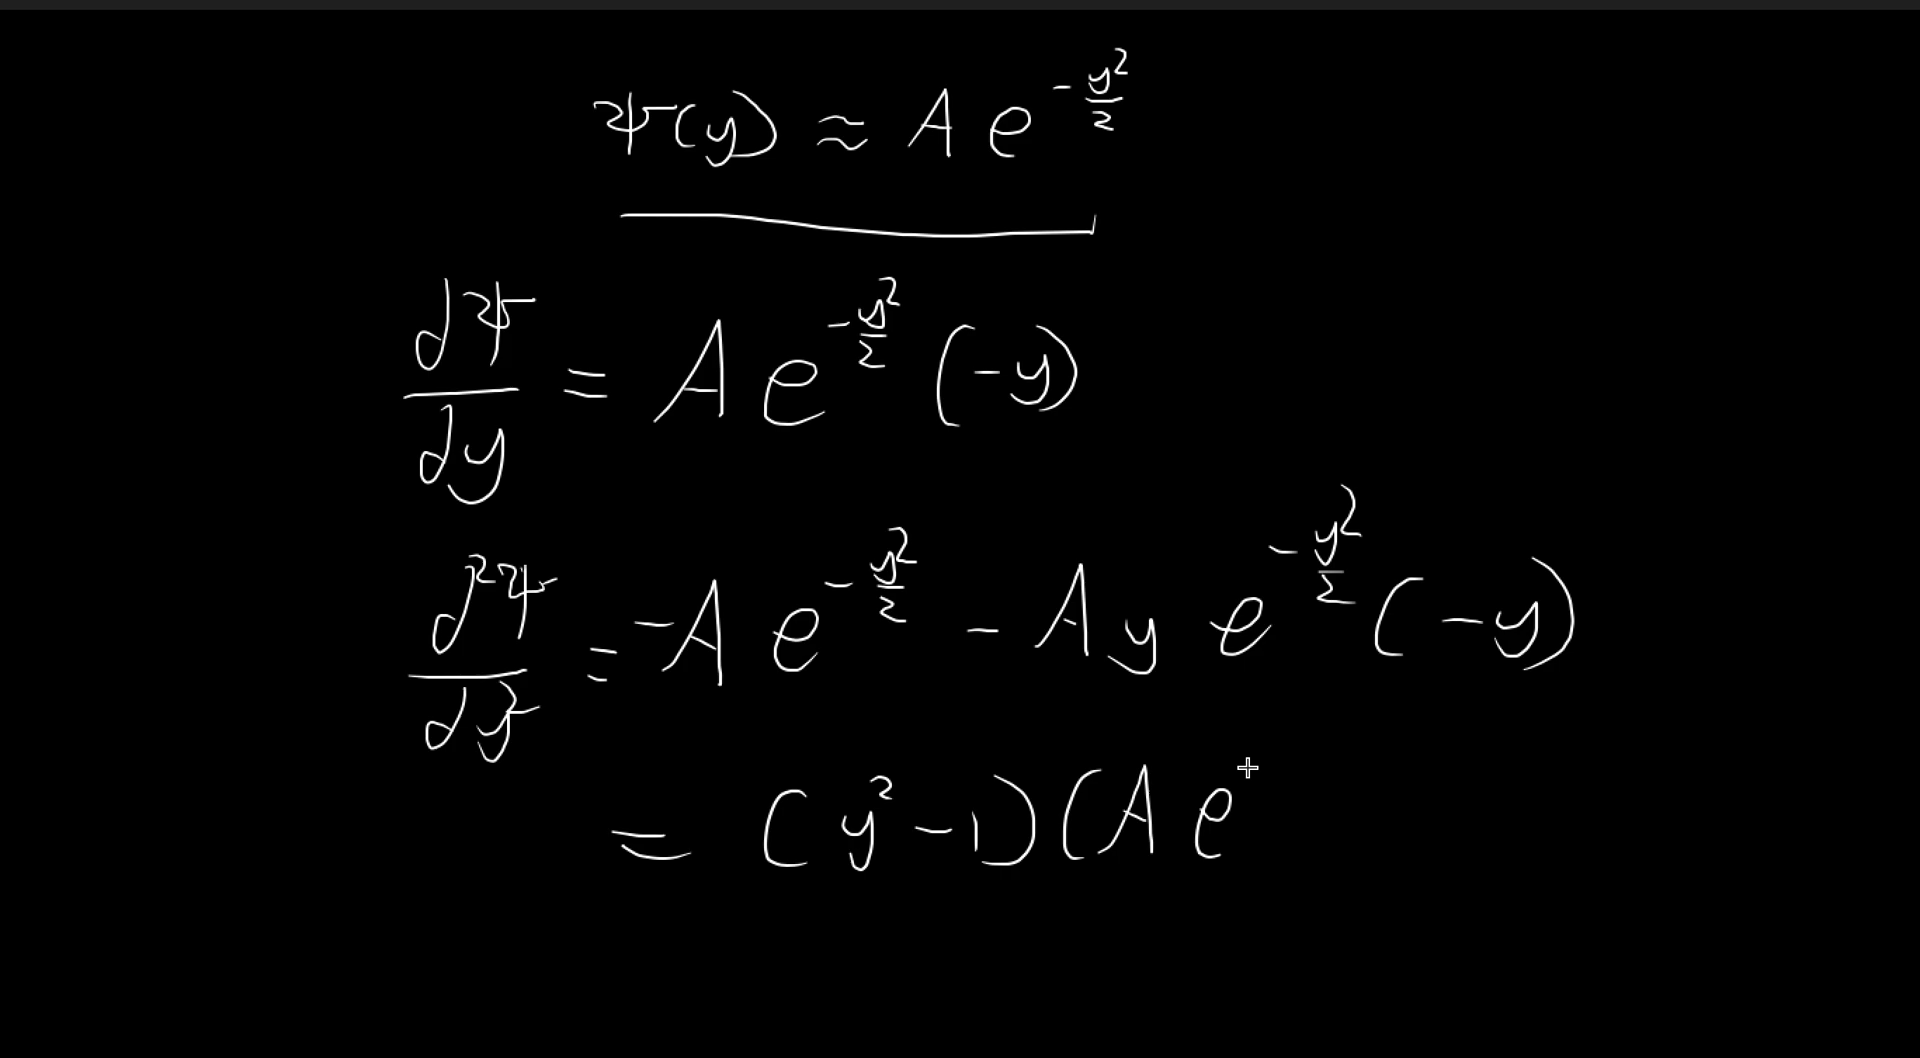 ψ(y) ≈ A e^{-y²/2}
dψ/dy = A e^{-y²/2} (-y)
d²ψ/dy² = -A e^{-y²/2} - A y e^{-y²/2} (-y)
= (y² - 1)(A e